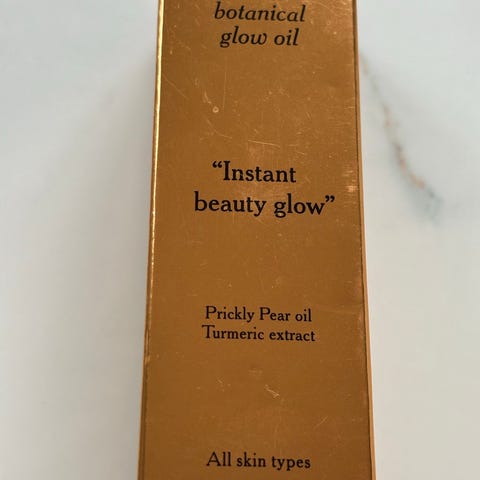 botanical
glow oil
“Instant
beauty glow”
Prickly Pear oil
Turmeric extract
All skin types